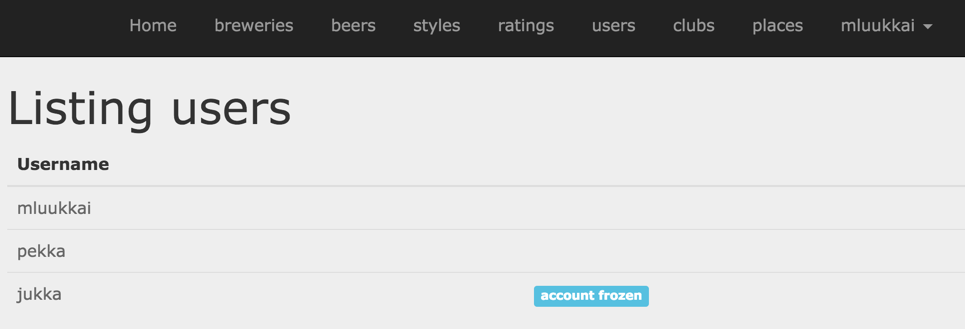 Home breweries beers styles ratings users clubs places mluukkai
Listing users
Username
mluukkai
pekka
jukka account frozen